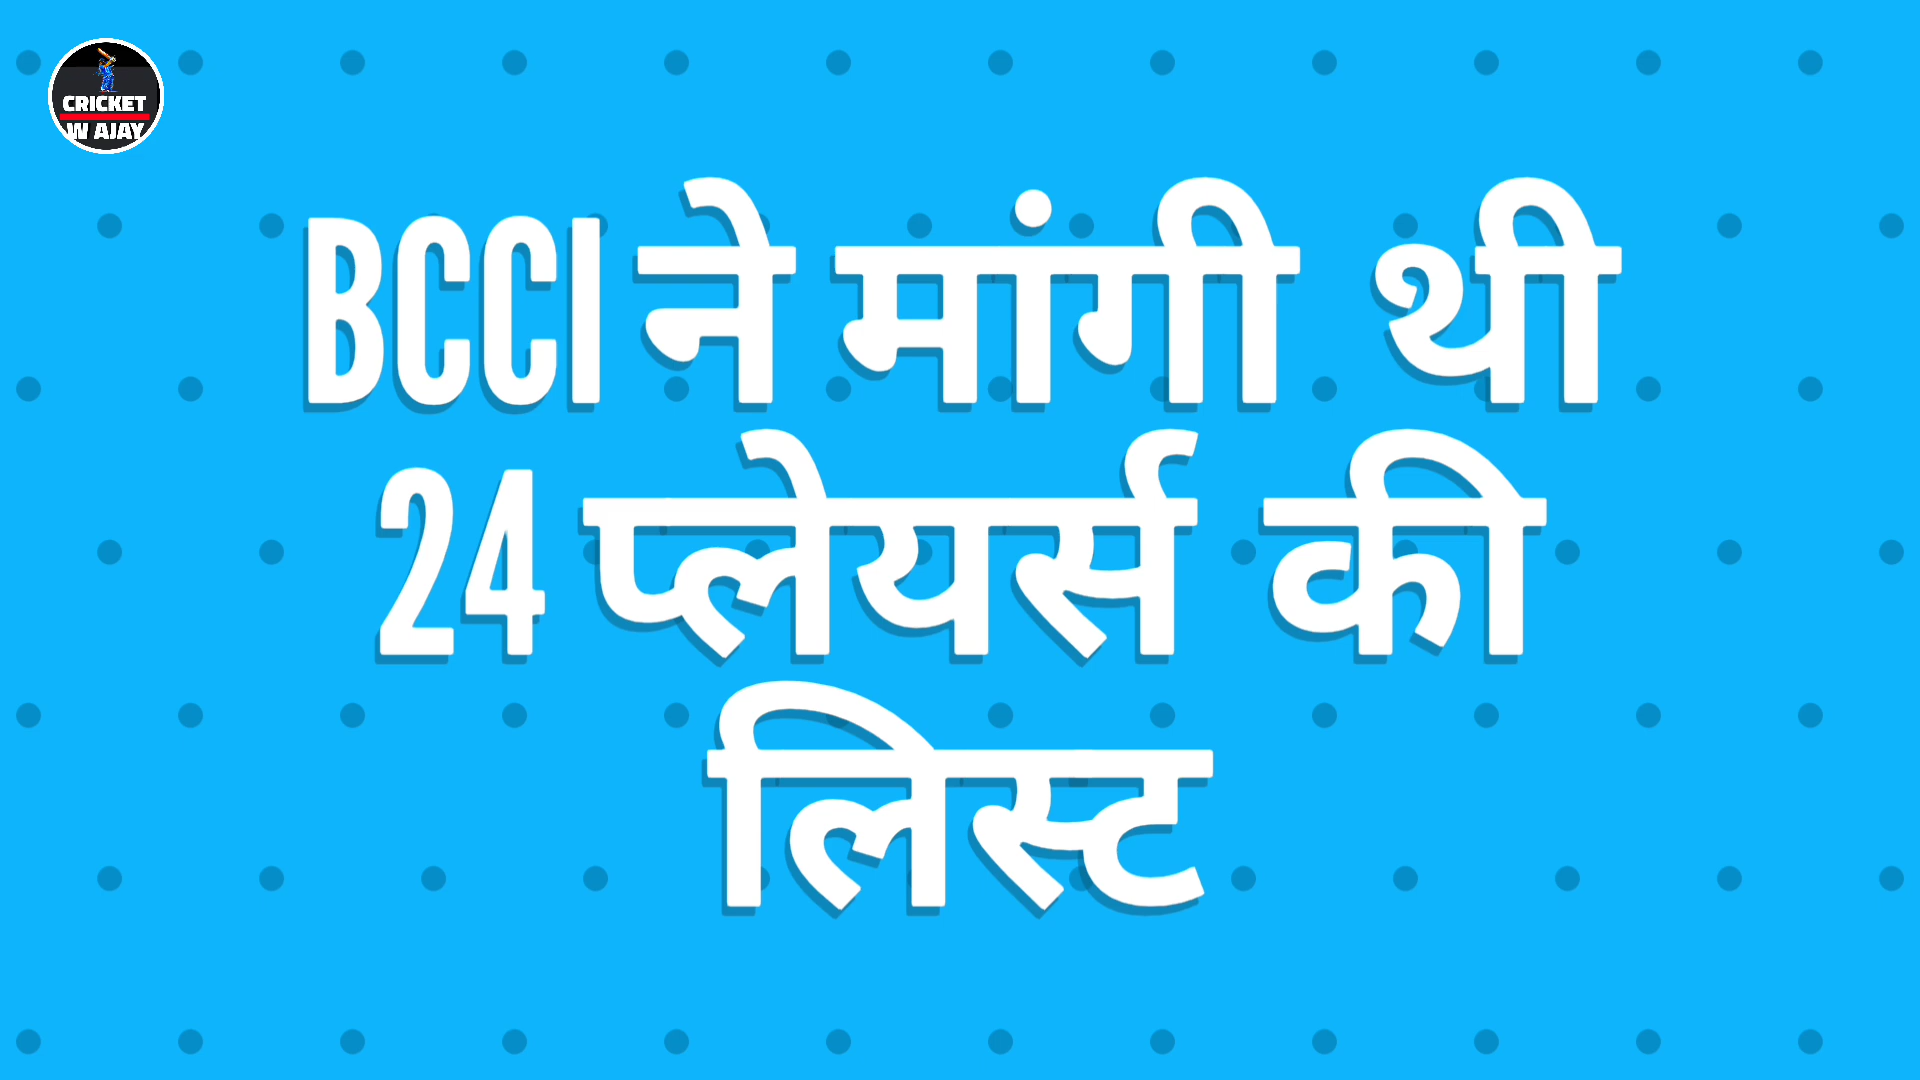 CRICKET
W AJAY
BCCI ने मांगी थी
24 प्लेयर्स की
लिस्ट